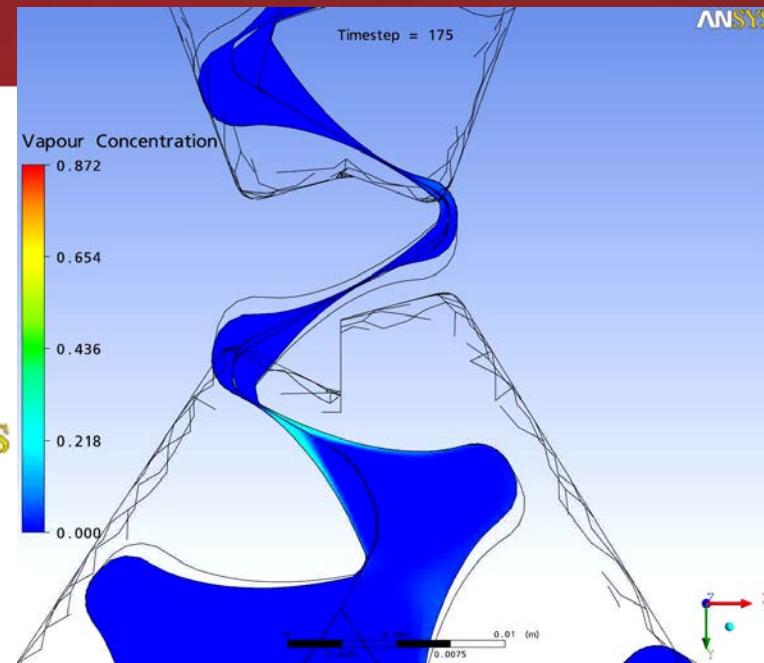 Timestep = 175
ANSYS
Vapour Concentration
0.872
0.654
0.436
0.218
0.000
0.01 (m)
0.0075
Y